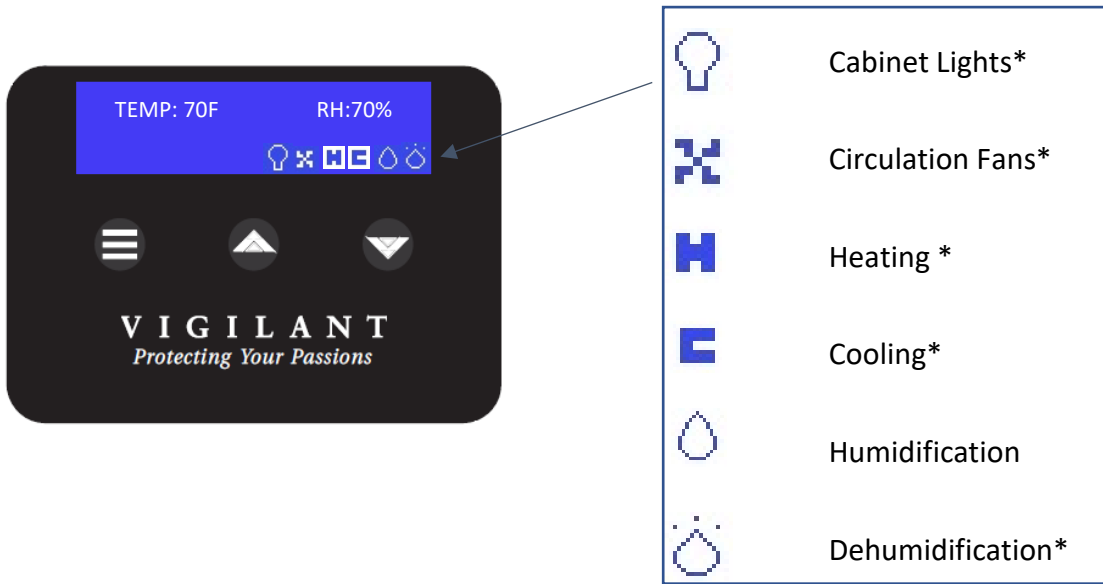 TEMP: 70F RH:70%
H C
VIGILANT
Protecting Your Passions
Cabinet Lights*
Circulation Fans*
H Heating *
C Cooling*
Humidification
Dehumidification*